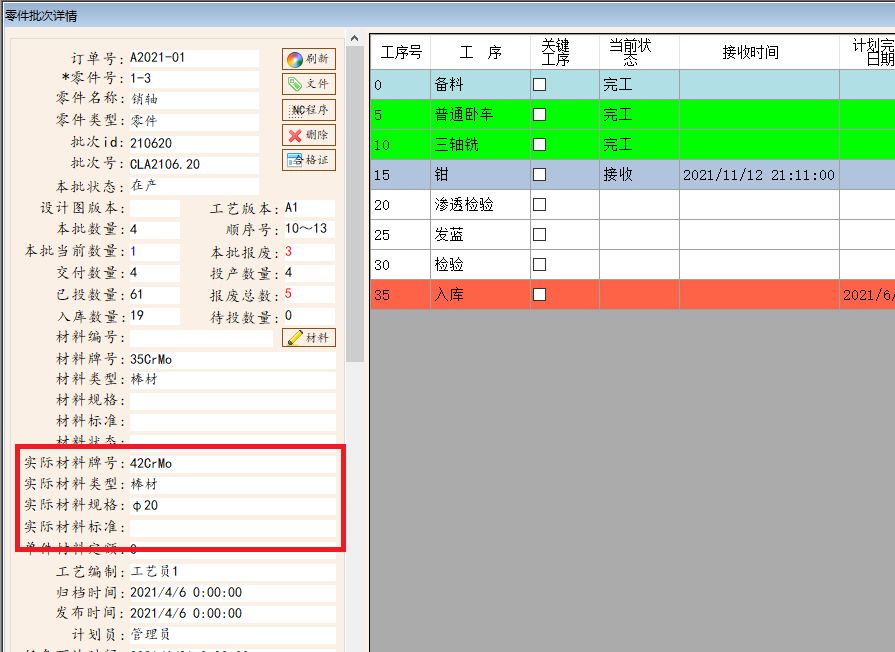 零件批次详情
订单号: A2021-01
刷新
*零件号: 1-3
文件
零件名称: 销轴
NC程序
零件类型: 零件
删除
批次id: 210620
合格证
批次号: CLA2106.20
本批状态: 在产
设计图版本: 工艺版本: A1
本批数量: 4 顺序号: 10～13
本批当前数量: 1 本批报废: 3
交付数量: 4 投产数量: 4
已投数量: 61 报废总数: 5
入库数量: 19 待投数量: 0
材料编号: 材料
材料牌号: 35CrMo
材料类型: 棒材
材料规格:
材料标准:
材料状态:
实际材料牌号: 42CrMo
实际材料类型: 棒材
实际材料规格: φ20
实际材料标准:
单件材料定额: 0
工艺编制: 工艺员1
归档时间: 2021/4/6 0:00:00
发布时间: 2021/4/6 0:00:00
计划员: 管理员
工序号 工 序 关键工序 当前状态 接收时间 计划完
日期
0 备料 完工
5 普通卧车 完工
10 三轴铣 完工
15 钳 接收 2021/11/12 21:11:00
20 渗透检验
25 发蓝
30 检验
35 入库 2021/6/